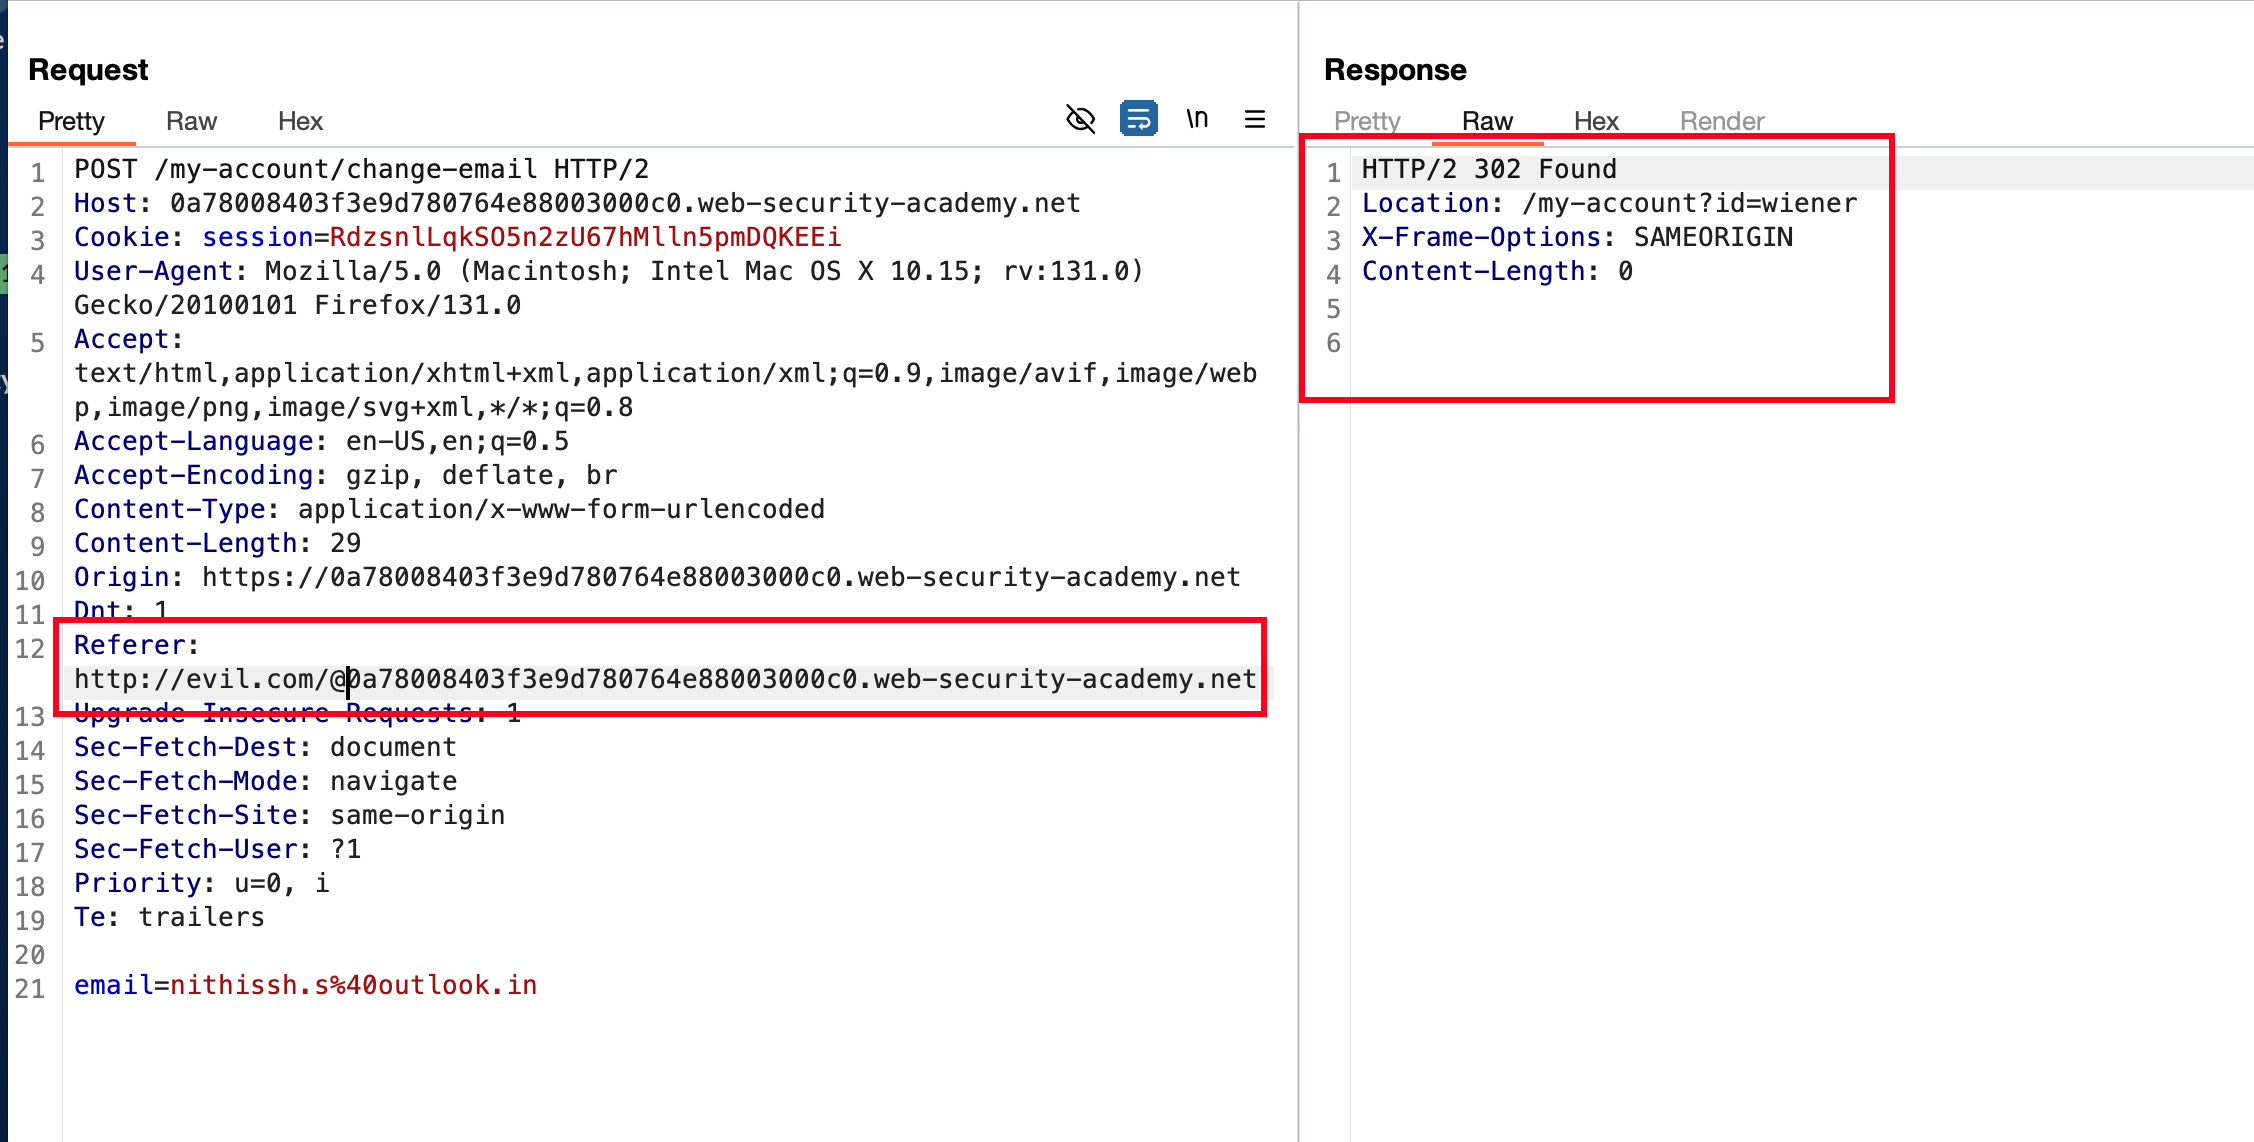 Request
Pretty Raw Hex \n
1 POST /my-account/change-email HTTP/2
2 Host: 0a78008403f3e9d780764e88003000c0.web-security-academy.net
3 Cookie: session=RdzsnlLqkSO5n2zU67hMlln5pmDQKEEi
4 User-Agent: Mozilla/5.0 (Macintosh; Intel Mac OS X 10.15; rv:131.0)
Gecko/20100101 Firefox/131.0
5 Accept:
text/html,application/xhtml+xml,application/xml;q=0.9,image/avif,image/web
p,image/png,image/svg+xml,*/*;q=0.8
6 Accept-Language: en-US,en;q=0.5
7 Accept-Encoding: gzip, deflate, br
8 Content-Type: application/x-www-form-urlencoded
9 Content-Length: 29
10 Origin: https://0a78008403f3e9d780764e88003000c0.web-security-academy.net
11 Dnt: 1
12 Referer:
http://evil.com/@0a78008403f3e9d780764e88003000c0.web-security-academy.net
13 Upgrade-Insecure-Requests: 1
14 Sec-Fetch-Dest: document
15 Sec-Fetch-Mode: navigate
16 Sec-Fetch-Site: same-origin
17 Sec-Fetch-User: ?1
18 Priority: u=0, i
19 Te: trailers
20
21 email=nithissh.s%40outlook.in
Response
Pretty Raw Hex Render
1 HTTP/2 302 Found
2 Location: /my-account?id=wiener
3 X-Frame-Options: SAMEORIGIN
4 Content-Length: 0
5
6